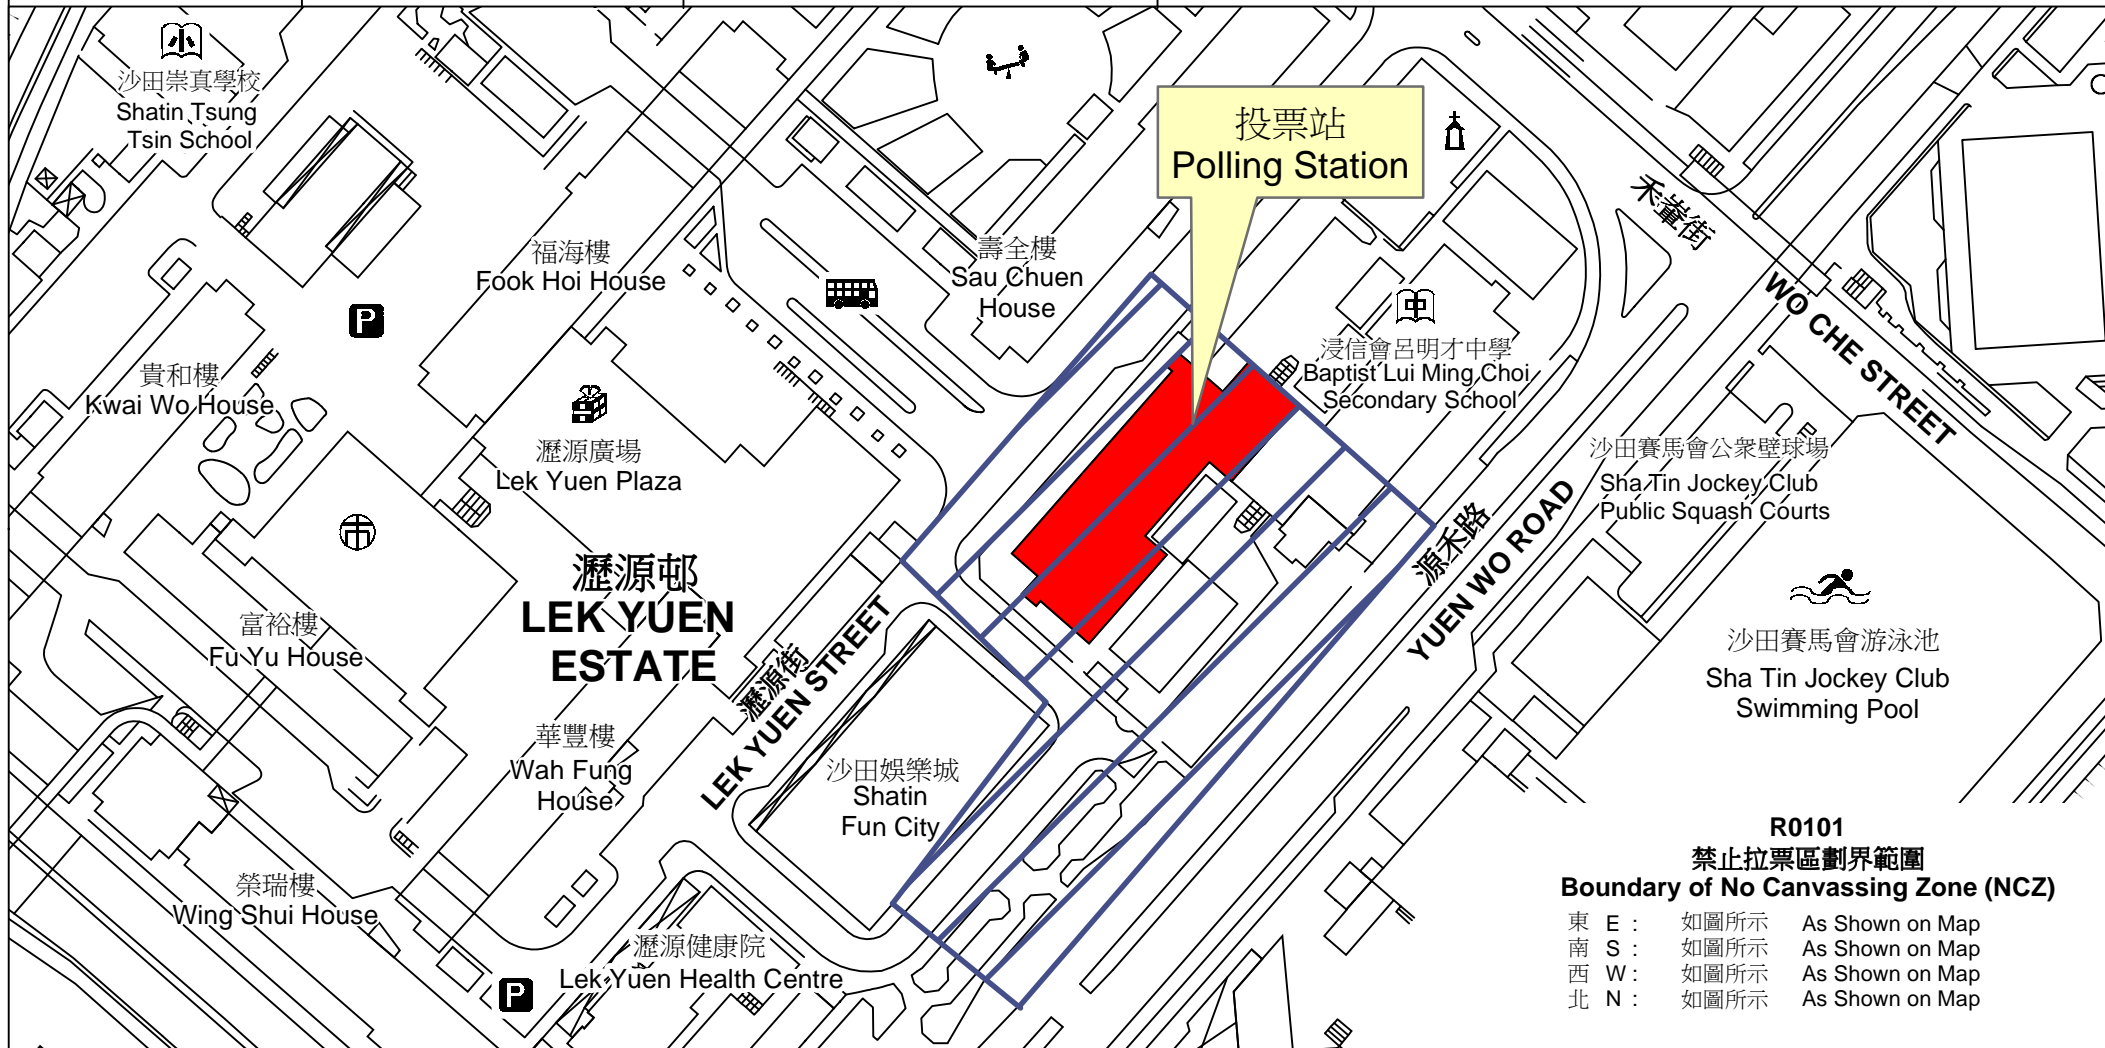 沙田崇真學校
Shatin Tsung
Tsin School
投票站
Polling Station
禾輋街
WO CHE STREET
福海樓
Fook Hoi House
壽全樓
Sau Chuen
House
浸信會呂明才中學
Baptist Lui Ming Choi
Secondary School
貴和樓
Kwai Wo House
瀝源廣場
Lek Yuen Plaza
沙田賽馬會公衆壁球場
Sha Tin Jockey Club
Public Squash Courts
源禾路
YUEN WO ROAD
瀝源邨
LEK YUEN
ESTATE
富裕樓
Fu Yu House
瀝源街
LEK YUEN STREET
沙田賽馬會游泳池
Sha Tin Jockey Club
Swimming Pool
華豐樓
Wah Fung
House
沙田娛樂城
Shatin
Fun City
榮瑞樓
Wing Shui House
瀝源健康院
Lek Yuen Health Centre
P
P
小
中
市
R0101
禁止拉票區劃界範圍
Boundary of No Canvassing Zone (NCZ)
東 E : 如圖所示 As Shown on Map
南 S : 如圖所示 As Shown on Map
西 W : 如圖所示 As Shown on Map
北 N : 如圖所示 As Shown on Map